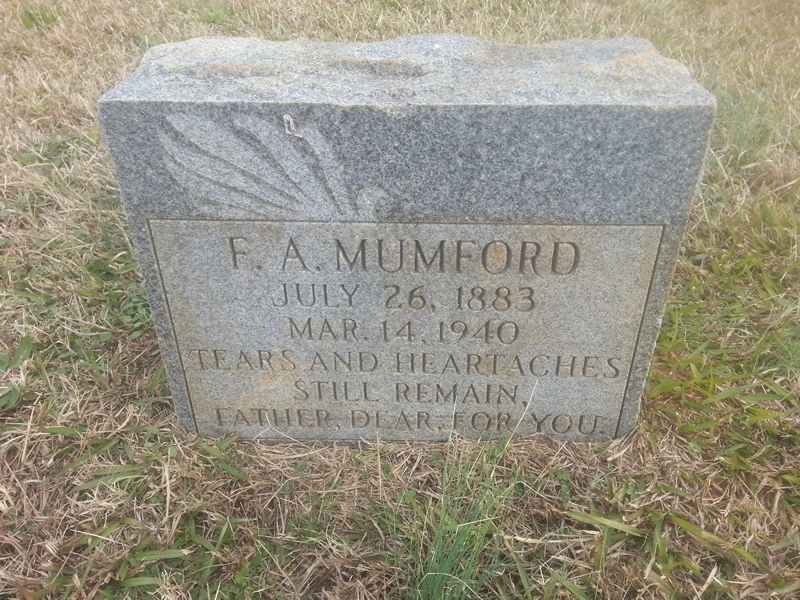 F. A. MUMFORD
JULY 26, 1883
MAR. 14, 1940
TEARS AND HEARTACHES
STILL REMAIN,
FATHER, DEAR, FOR YOU.